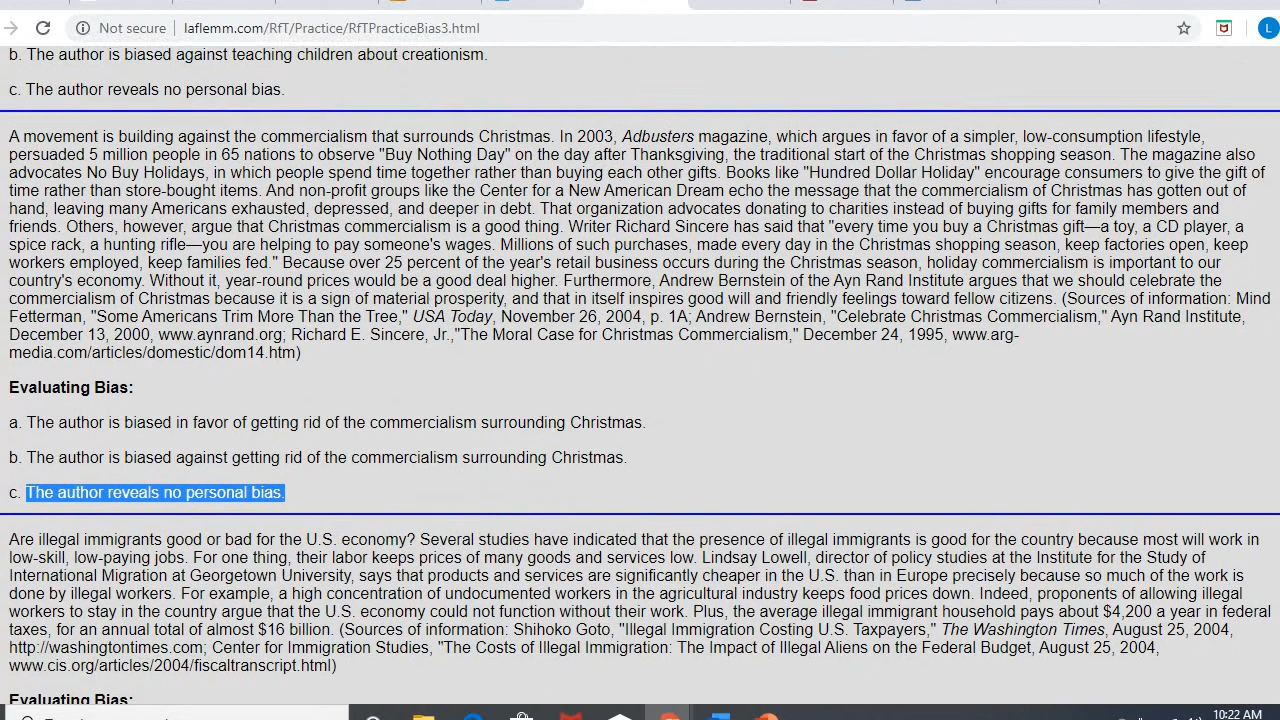 Not secure | laflemm.com/RfT/Practice/RfTPracticeBias3.html
L
b. The author is biased against teaching children about creationism.
c. The author reveals no personal bias.
A movement is building against the commercialism that surrounds Christmas. In 2003, Adbusters magazine, which argues in favor of a simpler, low-consumption lifestyle,
persuaded 5 million people in 65 nations to observe "Buy Nothing Day" on the day after Thanksgiving, the traditional start of the Christmas shopping season. The magazine also
advocates No Buy Holidays, in which people spend time together rather than buying each other gifts. Books like "Hundred Dollar Holiday" encourage consumers to give the gift of
time rather than store-bought items. And non-profit groups like the Center for a New American Dream echo the message that the commercialism of Christmas has gotten out of
hand, leaving many Americans exhausted, depressed, and deeper in debt. That organization advocates donating to charities instead of buying gifts for family members and
friends. Others, however, argue that Christmas commercialism is a good thing. Writer Richard Sincere has said that "every time you buy a Christmas gift—a toy, a CD player, a
spice rack, a hunting rifle—you are helping to pay someone's wages. Millions of such purchases, made every day in the Christmas shopping season, keep factories open, keep
workers employed, keep families fed." Because over 25 percent of the year's retail business occurs during the Christmas season, holiday commercialism is important to our
country's economy. Without it, year-round prices would be a good deal higher. Furthermore, Andrew Bernstein of the Ayn Rand Institute argues that we should celebrate the
commercialism of Christmas because it is a sign of material prosperity, and that in itself inspires good will and friendly feelings toward fellow citizens. (Sources of information: Mind
Fetterman, "Some Americans Trim More Than the Tree," USA Today, November 26, 2004, p. 1A; Andrew Bernstein, "Celebrate Christmas Commercialism," Ayn Rand Institute,
December 13, 2000, www.aynrand.org; Richard E. Sincere, Jr.,"The Moral Case for Christmas Commercialism," December 24, 1995, www.arg-
media.com/articles/domestic/dom14.htm)
Evaluating Bias:
a. The author is biased in favor of getting rid of the commercialism surrounding Christmas.
b. The author is biased against getting rid of the commercialism surrounding Christmas.
c. The author reveals no personal bias.
Are illegal immigrants good or bad for the U.S. economy? Several studies have indicated that the presence of illegal immigrants is good for the country because most will work in
low-skill, low-paying jobs. For one thing, their labor keeps prices of many goods and services low. Lindsay Lowell, director of policy studies at the Institute for the Study of
International Migration at Georgetown University, says that products and services are significantly cheaper in the U.S. than in Europe precisely because so much of the work is
done by illegal workers. For example, a high concentration of undocumented workers in the agricultural industry keeps food prices down. Indeed, proponents of allowing illegal
workers to stay in the country argue that the U.S. economy could not function without their work. Plus, the average illegal immigrant household pays about $4,200 a year in federal
taxes, for an annual total of almost $16 billion. (Sources of information: Shihoko Goto, "Illegal Immigration Costing U.S. Taxpayers," The Washington Times, August 25, 2004,
http://washingtontimes.com; Center for Immigration Studies, "The Costs of Illegal Immigration: The Impact of Illegal Aliens on the Federal Budget, August 25, 2004,
www.cis.org/articles/2004/fiscaltranscript.html)
Evaluating Bias:
10:22 AM